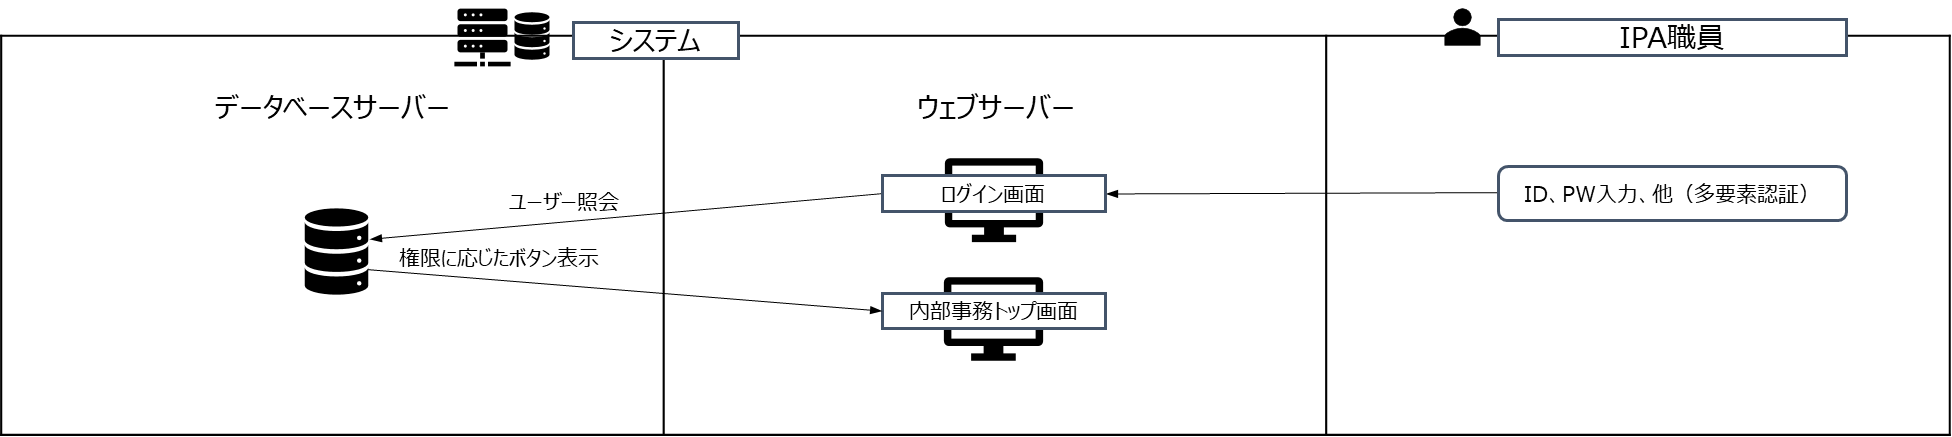 システム
IPA職員
データベースサーバー
ウェブサーバー
ログイン画面
ID、PW入力、他（多要素認証）
ユーザー照会
権限に応じたボタン表示
内部事務トップ画面